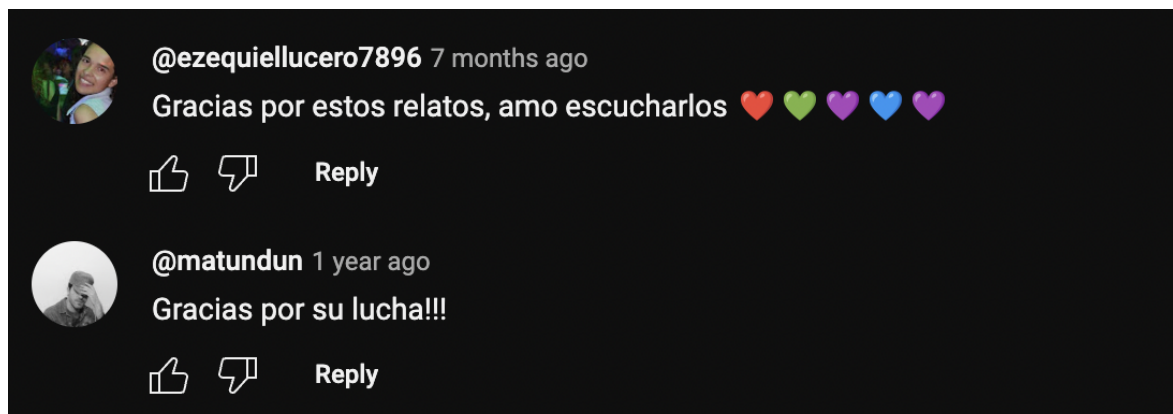 @ezequiellucero7896 7 months ago
Gracias por estos relatos, amo escucharlos ❤️ 💚 💜 💙 💜
Reply
@matundun 1 year ago
Gracias por su lucha!!!
Reply